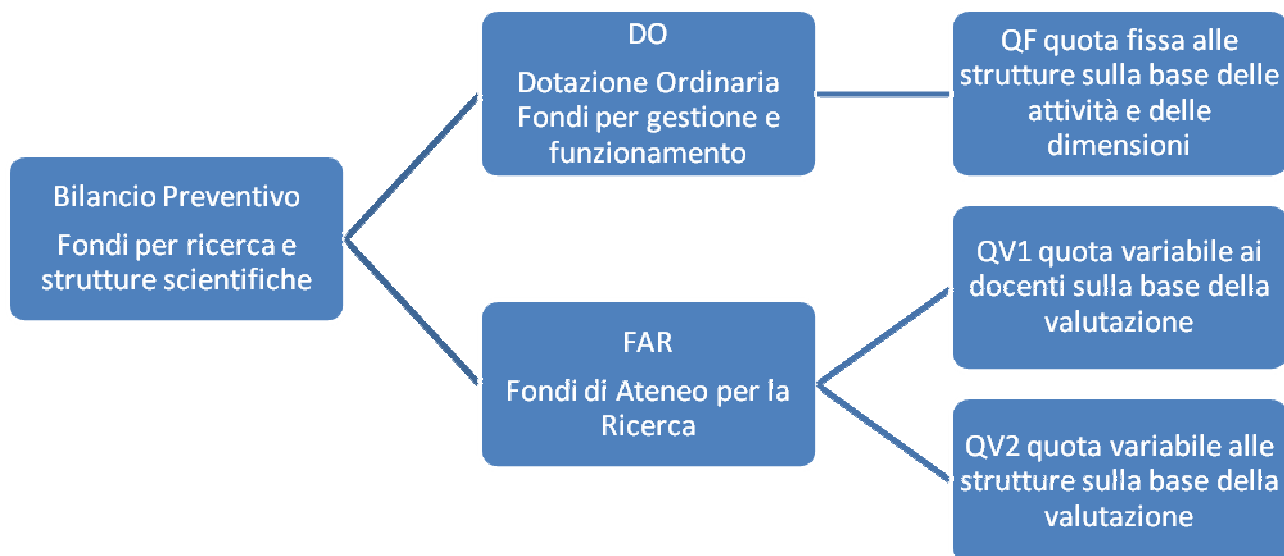 Bilancio Preventivo
Fondi per ricerca e
strutture scientifiche
DO
Dotazione Ordinaria
Fondi per gestione e
funzionamento
QF quota fissa alle
strutture sulla base delle
attività e delle
dimensioni
FAR
Fondi di Ateneo per la
Ricerca
QV1 quota variabile ai
docenti sulla base della
valutazione
QV2 quota variabile alle
strutture sulla base della
valutazione